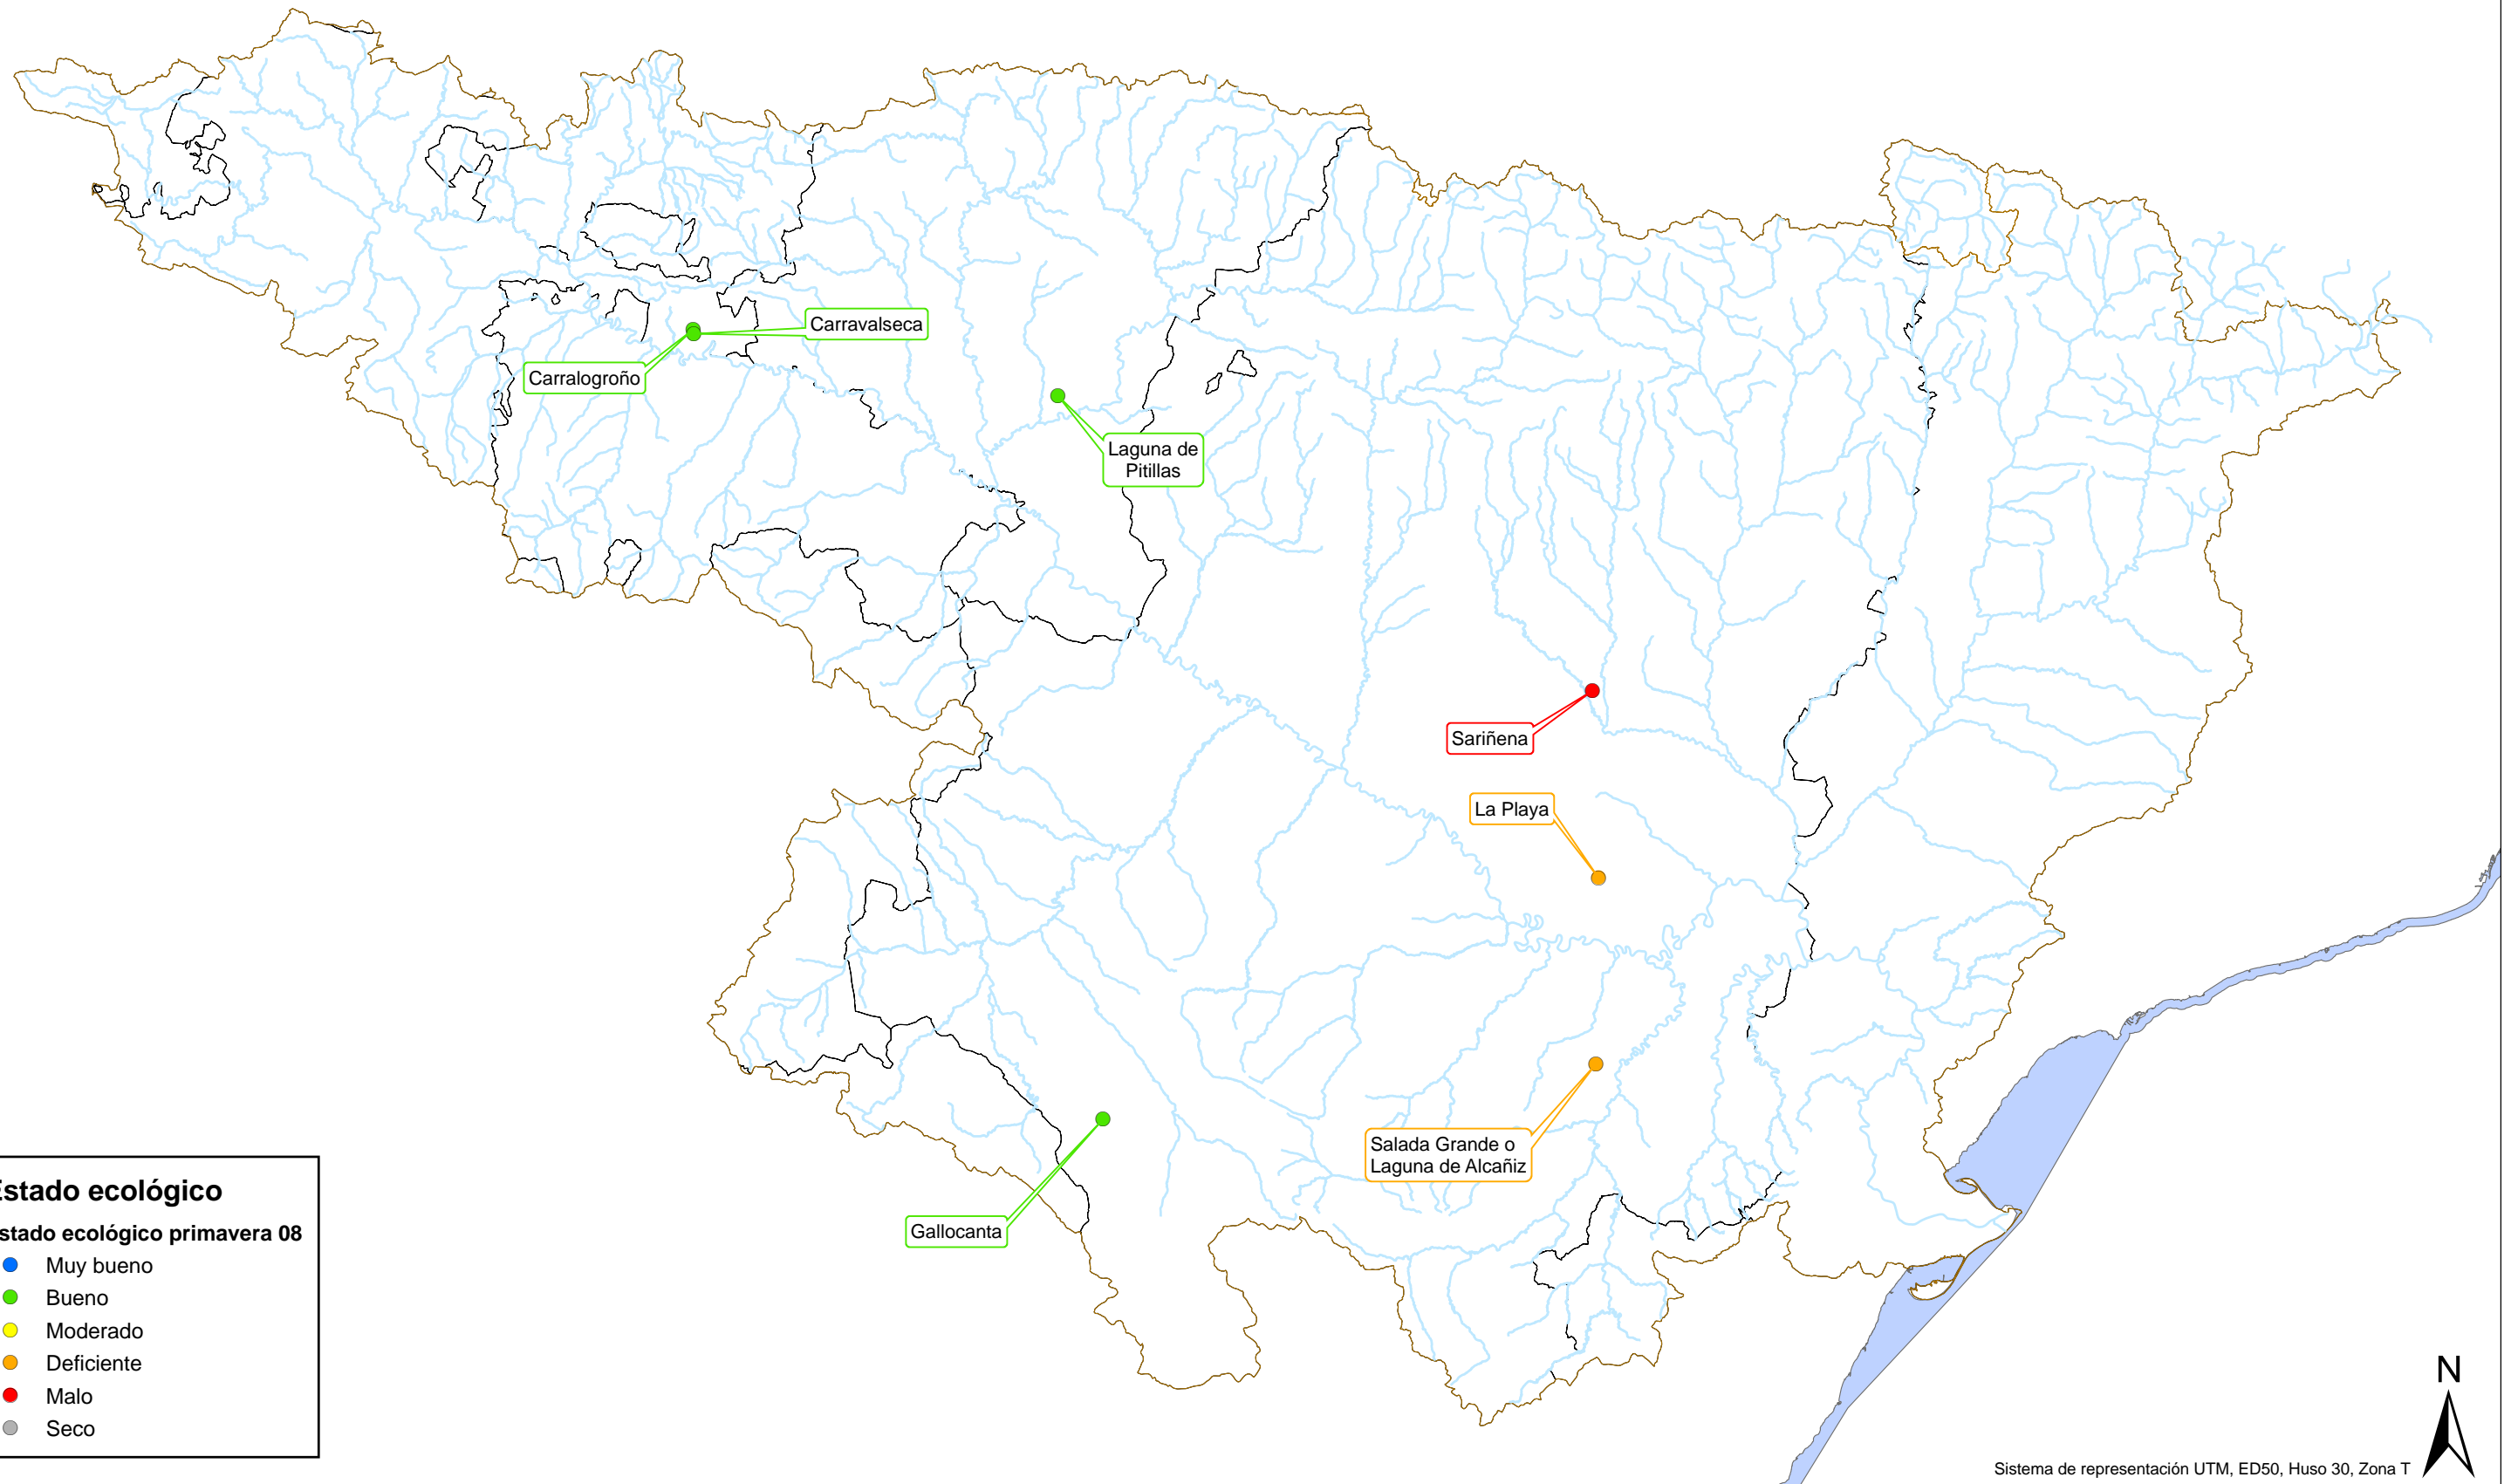 Carravalseca
Carralogroño
Laguna de
Pitillas
Sariñena
La Playa
Salada Grande o
Laguna de Alcañiz
Gallocanta
Estado ecológico
stado ecológico primavera 08
Muy bueno
Bueno
Moderado
Deficiente
Malo
Seco
N
Sistema de representación UTM, ED50, Huso 30, Zona T